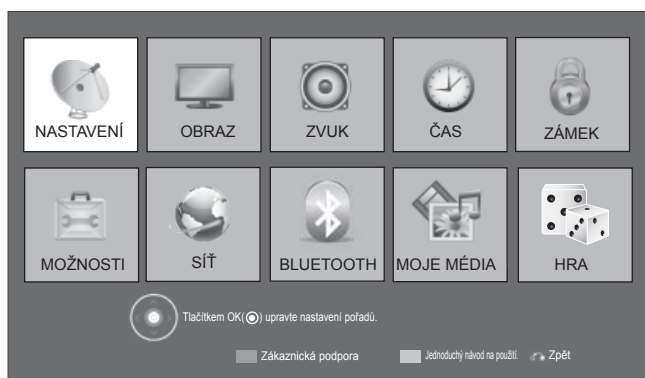 NASTAVENÍ OBRAZ ZVUK ČAS ZÁMEK
MOŽNOSTI SÍŤ BLUETOOTH MOJE MÉDIA HRA
Tlačítkem OK(◉) upravte nastavení pořadů.
Zákaznická podpora Jednoduchý návod na použití. Zpět